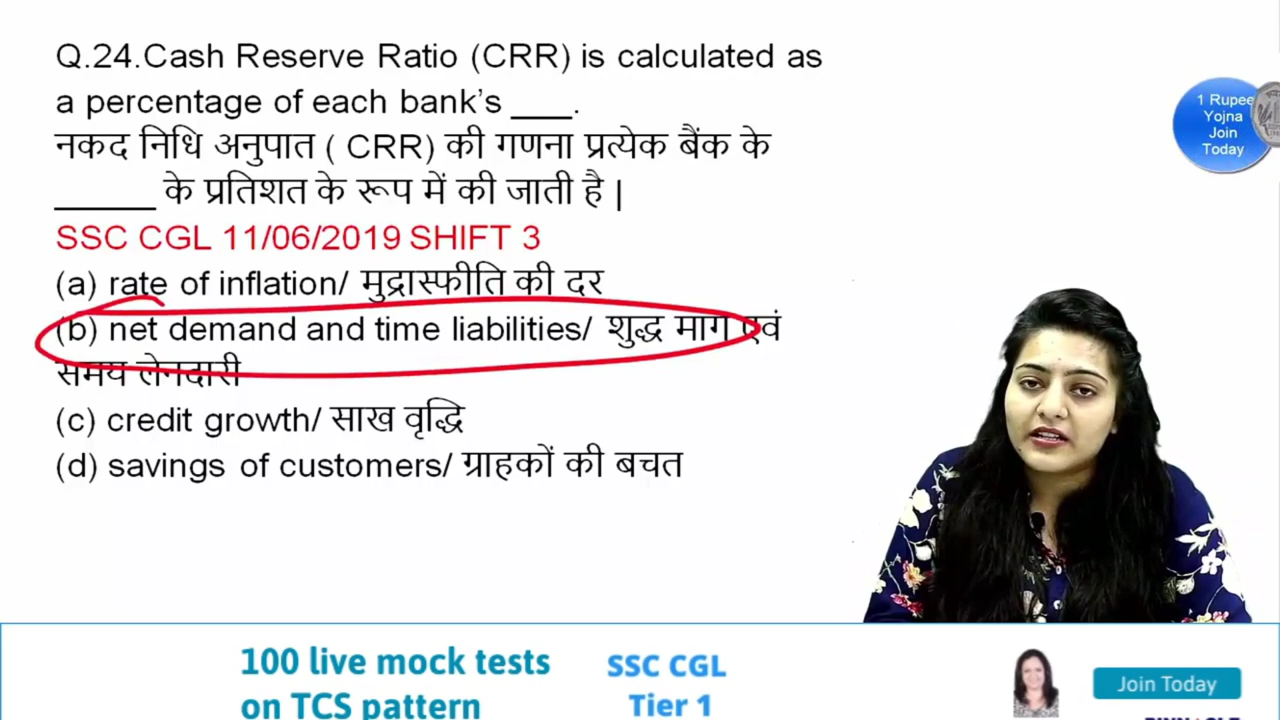 Q.24.Cash Reserve Ratio (CRR) is calculated as
a percentage of each bank's ___.
नकद निधि अनुपात ( CRR) की गणना प्रत्येक बैंक के
______ के प्रतिशत के रूप में की जाती है |
SSC CGL 11/06/2019 SHIFT 3
(a) rate of inflation/ मुद्रास्फीति की दर
(b) net demand and time liabilities/ शुद्ध माग एवं
समय लेनदारी
(c) credit growth/ साख वृद्धि
(d) savings of customers/ ग्राहकों की बचत
1 Rupee
Yojna
Join
Today
100 live mock tests
on TCS pattern
SSC CGL
Tier 1
Join Today